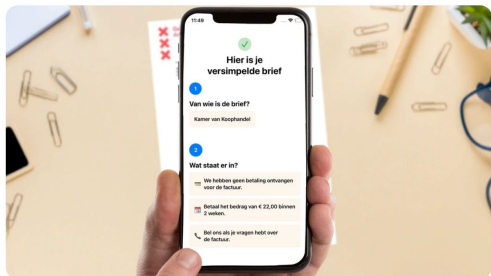 11:49
Hier is je
versimpelde brief
1
Van wie is de brief?
Kamer van Koophandel
2
Wat staat er in?
We hebben geen betaling ontvangen
voor de factuur.
Betaal het bedrag van € 22,00 binnen
2 weken.
Bel ons als je vragen hebt over
de factuur.